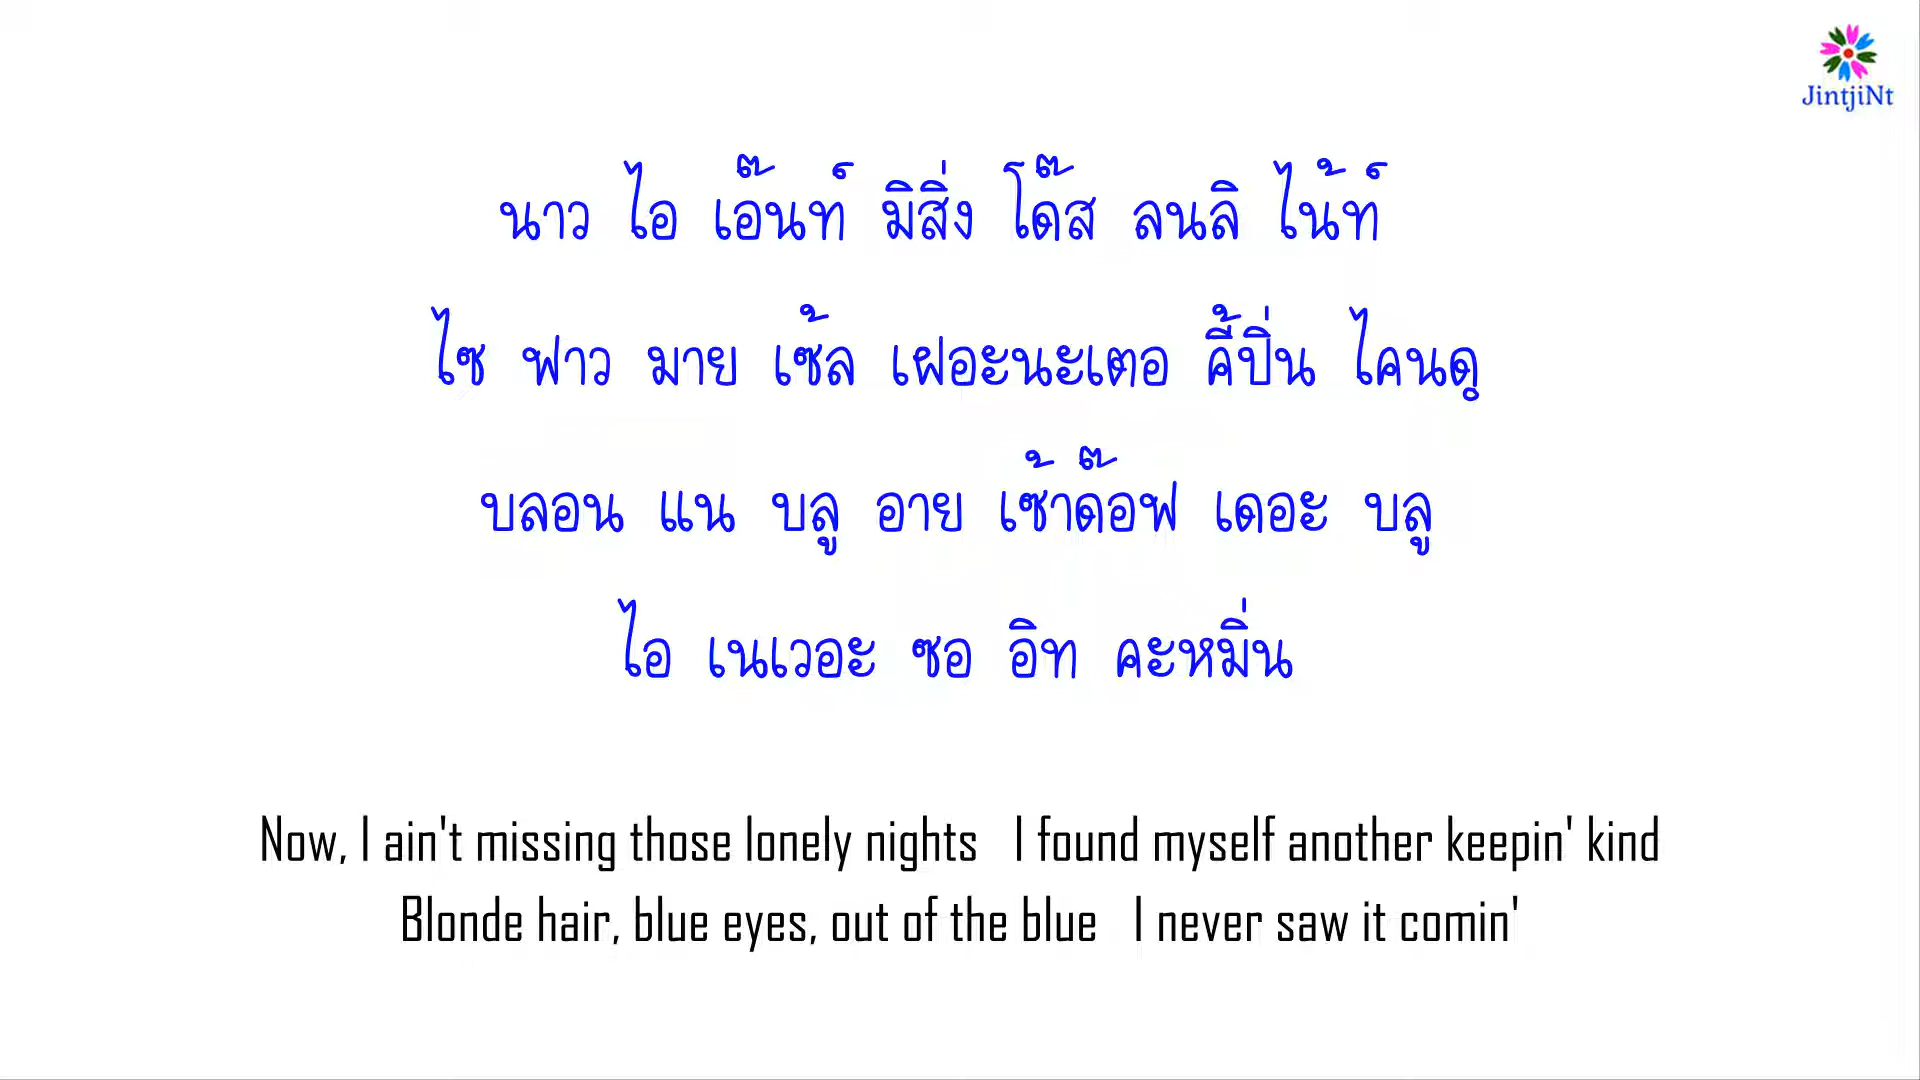 JintjiNt
นาว ไอ เอ๊นท์ มิสิ่ง โด๊ส ลนลิ ไน้ท์
ไซ ฟาว มาย เซ้ล เฝอะนะเตอ คี้ปิ่น ไคนดฺ
บลอน แน บลู อาย เซ้าด๊อฟ เดอะ บลู
ไอ เนเวอะ ซอ อิท คะหมิ่น
Now, I ain't missing those lonely nights   I found myself another keepin' kind
Blonde hair, blue eyes, out of the blue   I never saw it comin'